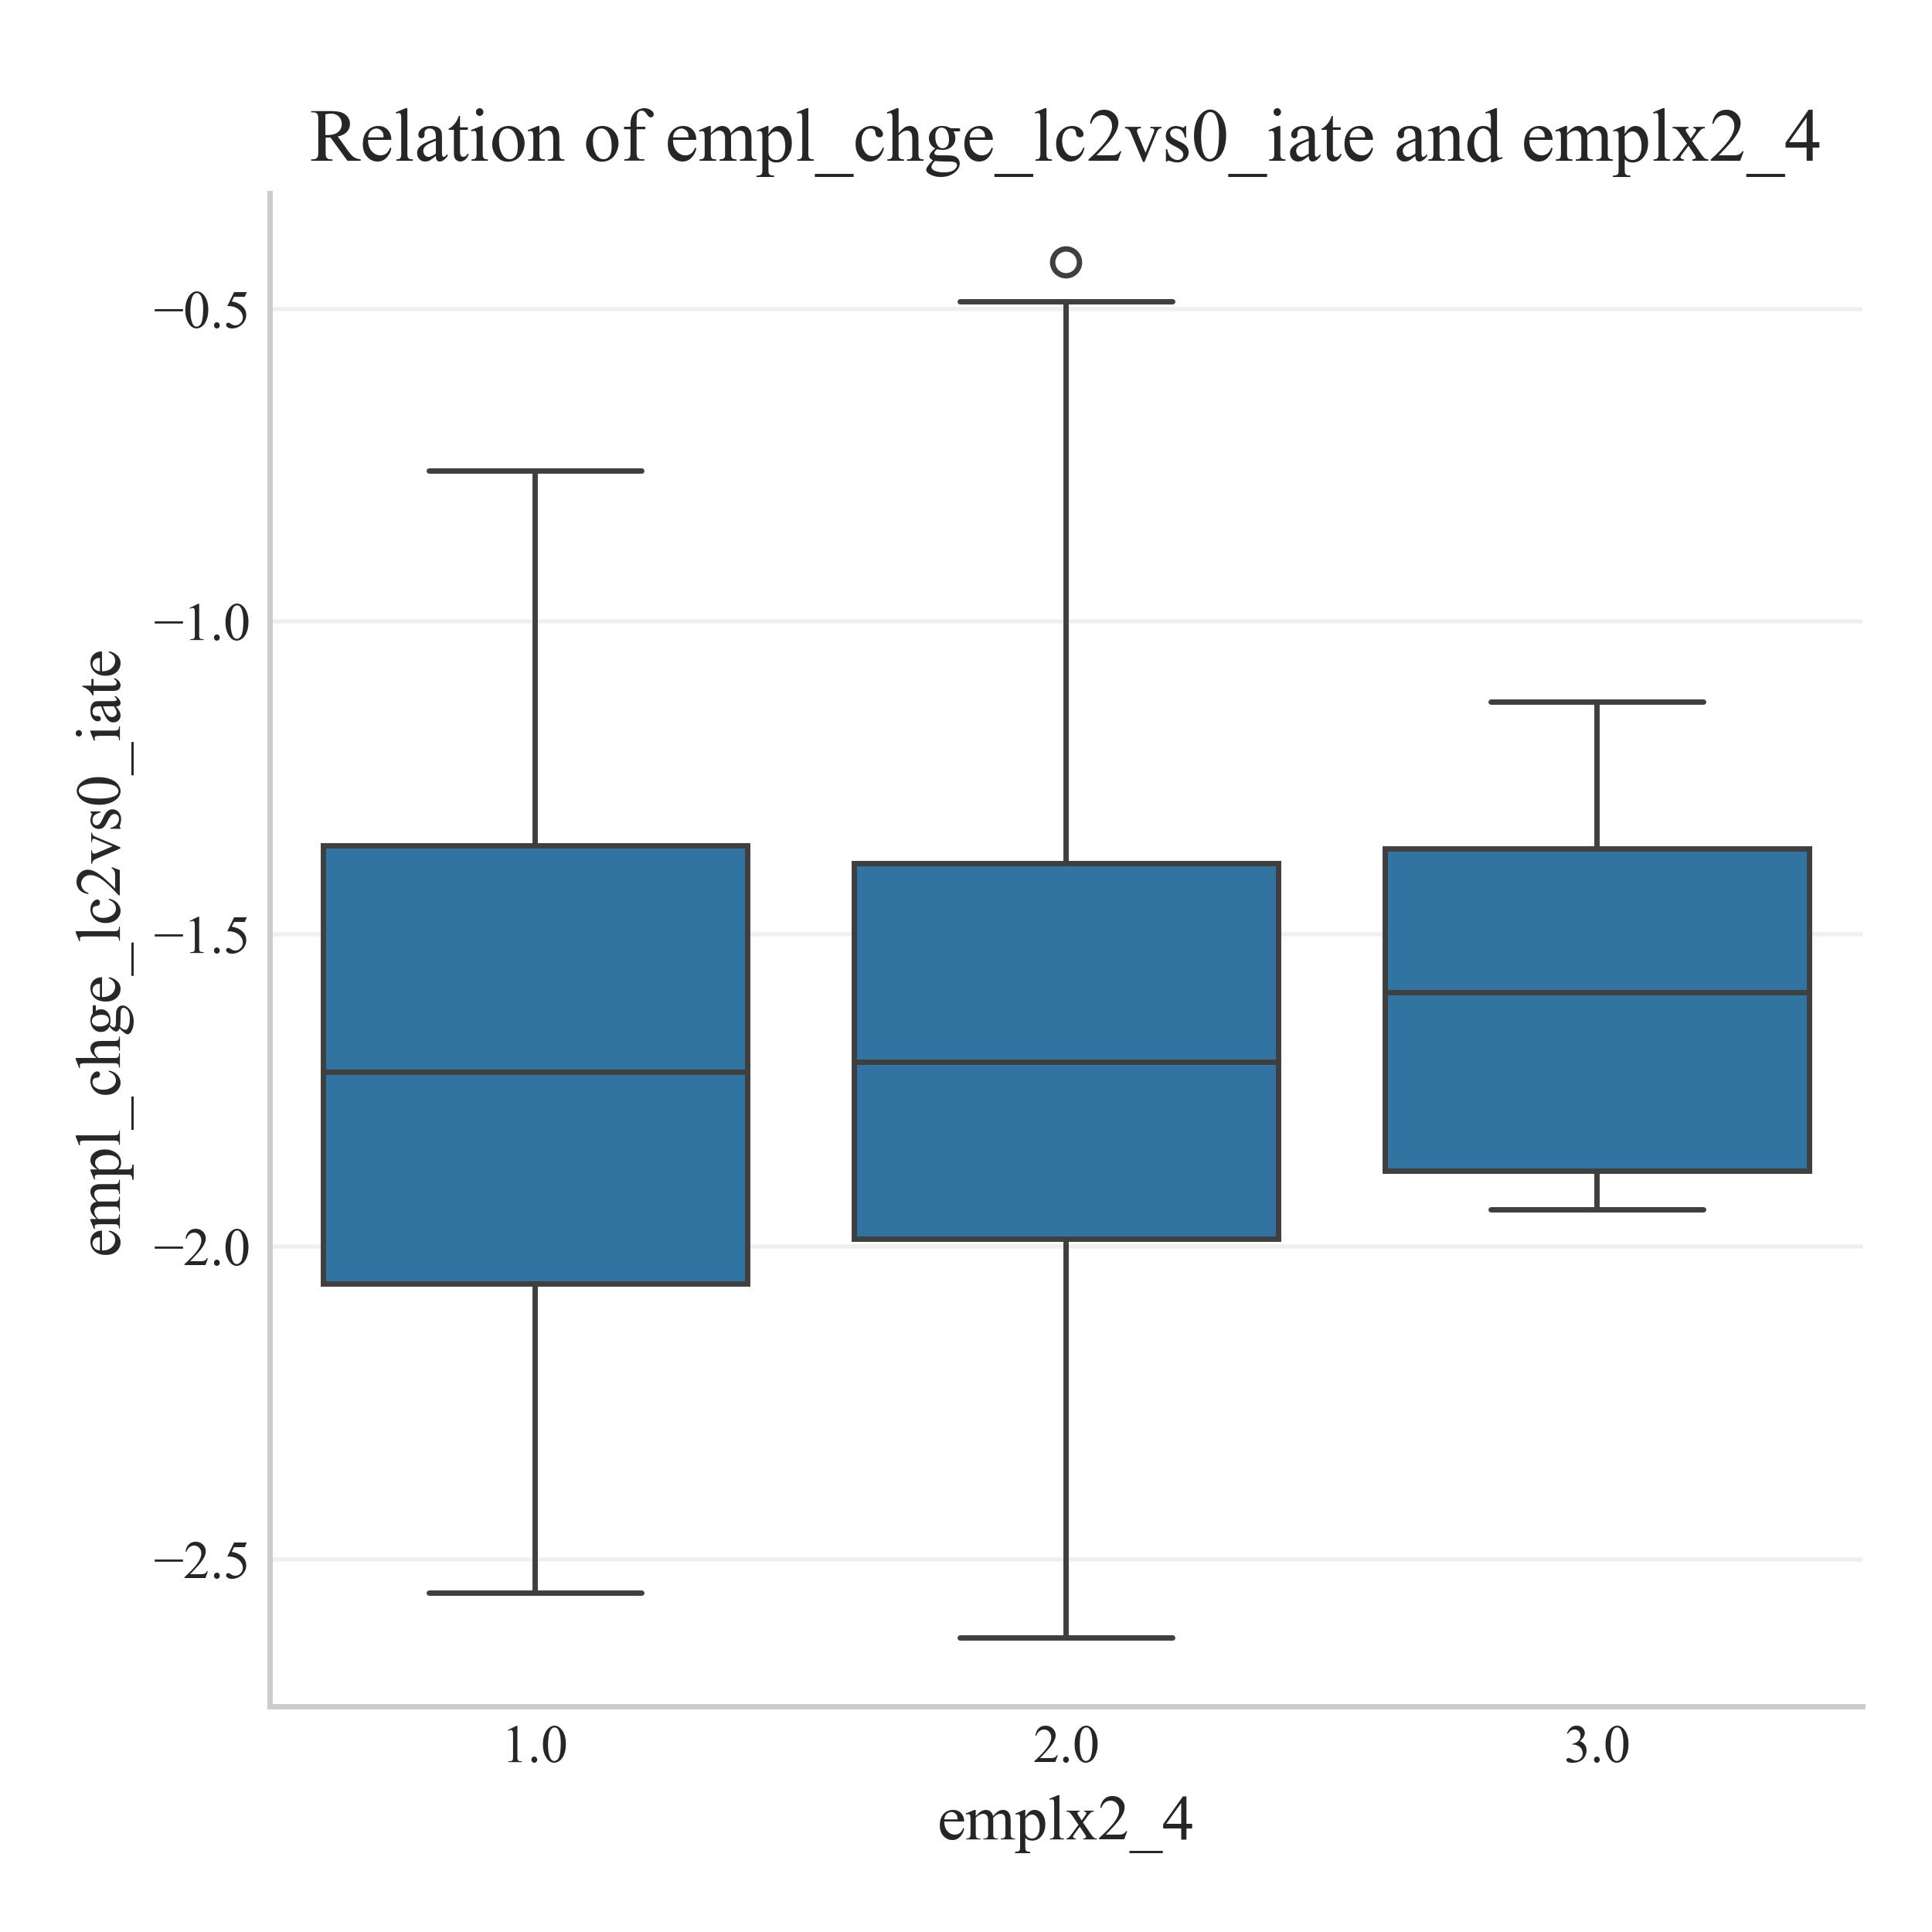 Relation of empl_chge_lc2vs0_iate and emplx2_4
empl_chge_lc2vs0_iate
−0.5
−1.0
−1.5
−2.0
−2.5
1.0 2.0 3.0
emplx2_4